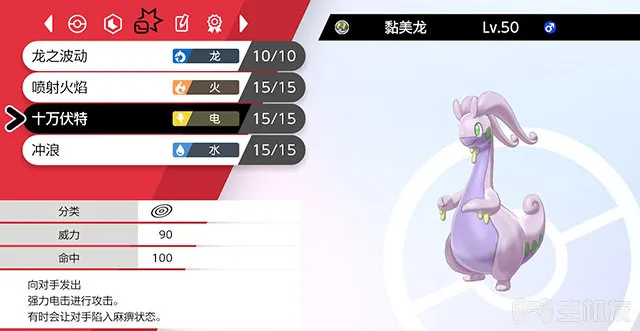 黏美龙 Lv.50
龙之波动 龙 10/10
喷射火焰 火 15/15
十万伏特 电 15/15
冲浪 水 15/15
分类
威力 90
命中 100
向对手发出
强力电击进行攻击。
有时会让对手陷入麻痹状态。
主机友